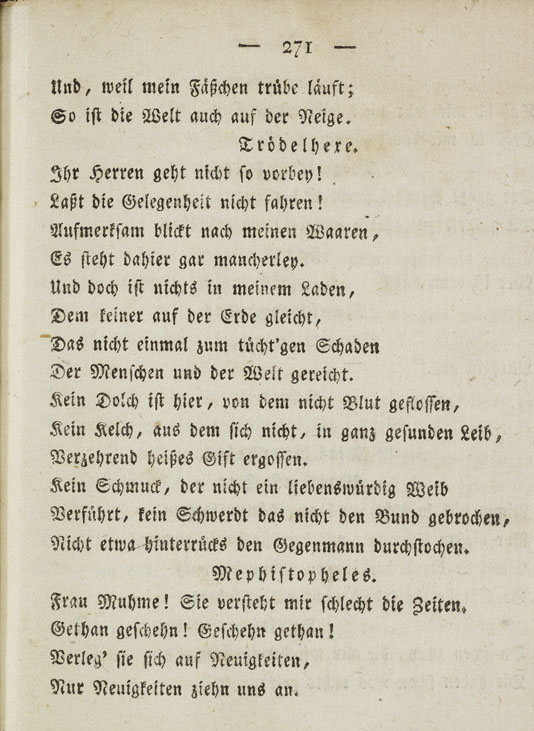 — 271 —
Und, weil mein Fäßchen trübe läuft;
So ist die Welt auch auf der Neige.
Trödelhexe.
Ihr Herren geht nicht so vorbey!
Laßt die Gelegenheit nicht fahren!
Aufmerksam blickt nach meinen Waaren,
Es steht dahier gar mancherley.
Und doch ist nichts in meinem Laden,
Dem keiner auf der Erde gleicht,
Das nicht einmal zum tücht'gen Schaden
Der Menschen und der Welt gereicht.
Kein Dolch ist hier, von dem nicht Blut geflossen,
Kein Kelch, aus dem sich nicht, in ganz gesunden Leib,
Verzehrend heißes Gift ergossen.
Kein Schmuck, der nicht ein liebenswürdig Weib
Verführt, kein Schwerdt das nicht den Bund gebrochen,
Nicht etwa hinterrücks den Gegenmann durchstochen.
Mephistopheles.
Frau Muhme! Sie versteht mir schlecht die Zeiten.
Gethan geschehn! Geschehn gethan!
Verleg' sie sich auf Neuigkeiten,
Nur Neuigkeiten ziehn uns an.